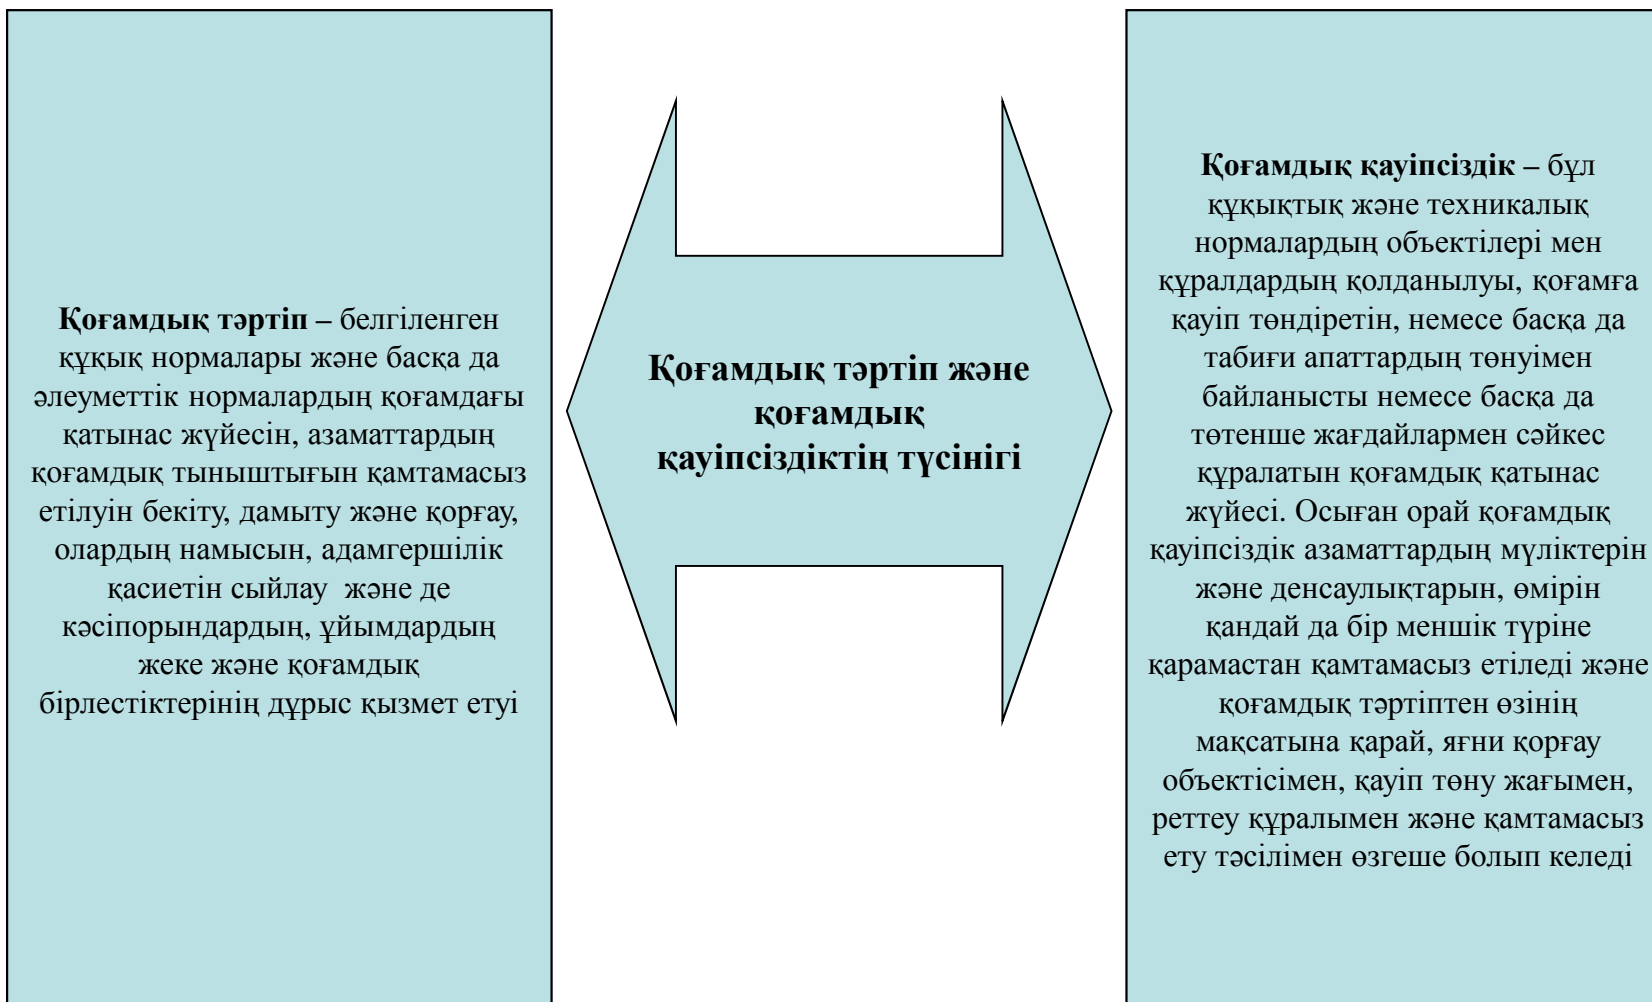 Қоғамдық тәртіп – белгіленген
құқық нормалары және басқа да
әлеуметтік нормалардың қоғамдағы
қатынас жүйесін, азаматтардың
қоғамдық тыныштығын қамтамасыз
етілуін бекіту, дамыту және қорғау,
олардың намысын, адамгершілік
қасиетін сыйлау және де
кәсіпорындардың, ұйымдардың
жеке және қоғамдық
бірлестіктерінің дұрыс қызмет етуі
Қоғамдық тәртіп және
қоғамдық
қауіпсіздіктің түсінігі
Қоғамдық қауіпсіздік – бұл
құқықтық және техникалық
нормалардың объектілері мен
құралдардың қолданылуы, қоғамға
қауіп төндіретін, немесе басқа да
табиғи апаттардың төнуімен
байланысты немесе басқа да
төтенше жағдайлармен сәйкес
құралатын қоғамдық қатынас
жүйесі. Осыған орай қоғамдық
қауіпсіздік азаматтардың мүліктерін
және денсаулықтарын, өмірін
қандай да бір меншік түріне
қарамастан қамтамасыз етіледі және
қоғамдық тәртіптен өзінің
мақсатына қарай, яғни қорғау
объектісімен, қауіп төну жағымен,
реттеу құралымен және қамтамасыз
ету тәсілімен өзгеше болып келеді